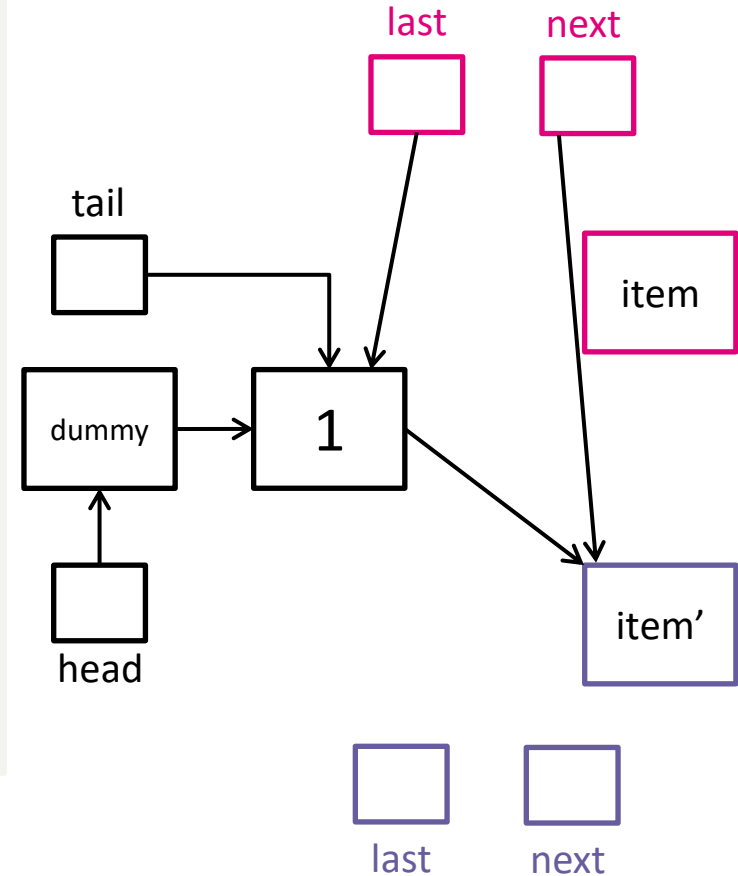 last
next
tail
item
dummy
1
item’
head
last
next